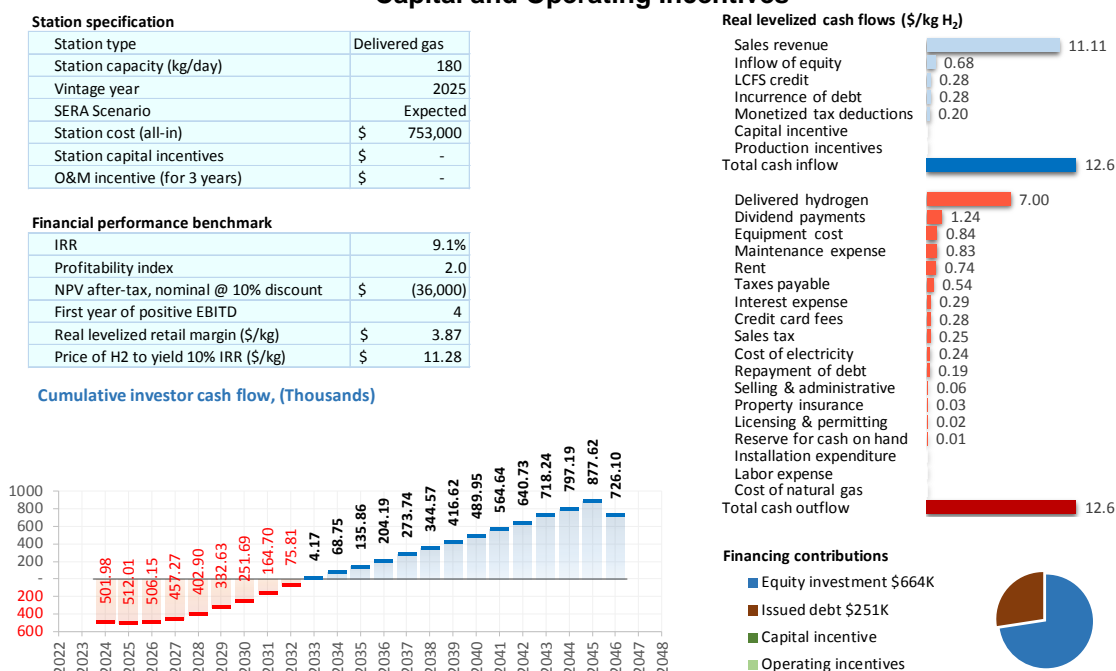 Capital and Operating Incentives
Station specification
Station type Delivered gas
Station capacity (kg/day) 180
Vintage year 2025
SERA Scenario Expected
Station cost (all-in) $ 753,000
Station capital incentives $ -
O&M incentive (for 3 years) $ -
Financial performance benchmark
IRR 9.1%
Profitability index 2.0
NPV after-tax, nominal @ 10% discount $ (36,000)
First year of positive EBITD 4
Real levelized retail margin ($/kg) $ 3.87
Price of H2 to yield 10% IRR ($/kg) $ 11.28
Cumulative investor cash flow, (Thousands)
1000
800
600
400
200
-
200
400
600
501.98
512.01
506.15
457.27
402.90
332.63
251.69
164.70
75.81
4.17
68.75
135.86
204.19
273.74
344.57
416.62
489.95
564.64
640.73
718.24
797.19
877.62
726.10
2022
2023
2024
2025
2026
2027
2028
2029
2030
2031
2032
2033
2034
2035
2036
2037
2038
2039
2040
2041
2042
2043
2044
2045
2046
2047
2048
Real levelized cash flows ($/kg H₂)
Sales revenue 11.11
Inflow of equity 0.68
LCFS credit 0.28
Incurrence of debt 0.28
Monetized tax deductions 0.20
Capital incentive
Production incentives
Total cash inflow 12.6
Delivered hydrogen 7.00
Dividend payments 1.24
Equipment cost 0.84
Maintenance expense 0.83
Rent 0.74
Taxes payable 0.54
Interest expense 0.29
Credit card fees 0.28
Sales tax 0.25
Cost of electricity 0.24
Repayment of debt 0.19
Selling & administrative 0.06
Property insurance 0.03
Licensing & permitting 0.02
Reserve for cash on hand 0.01
Installation expenditure
Labor expense
Cost of natural gas
Total cash outflow 12.6
Financing contributions
Equity investment $664K
Issued debt $251K
Capital incentive
Operating incentives